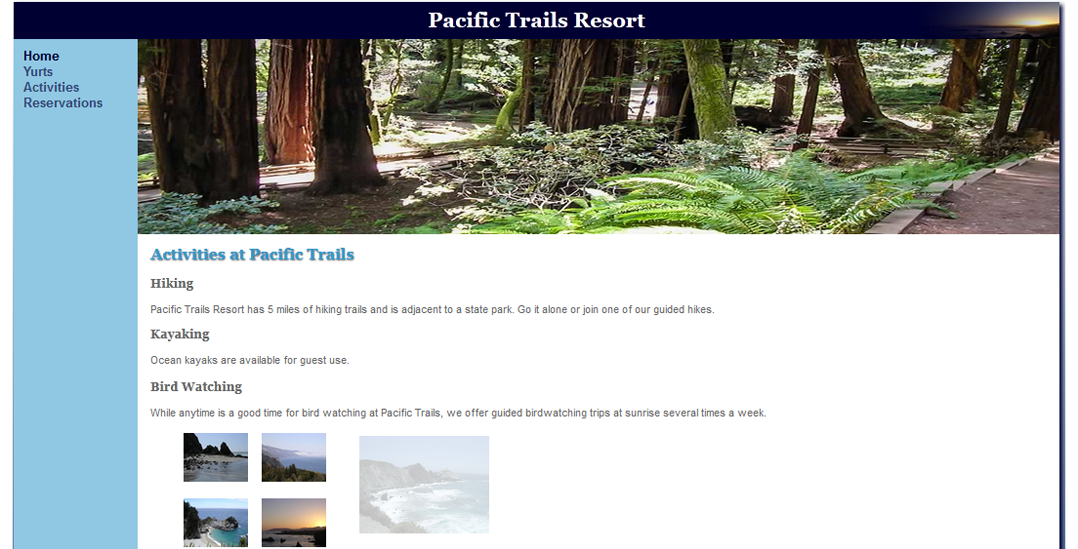 Pacific Trails Resort
Home
Yurts
Activities
Reservations
Activities at Pacific Trails
Hiking
Pacific Trails Resort has 5 miles of hiking trails and is adjacent to a state park. Go it alone or join one of our guided hikes.
Kayaking
Ocean kayaks are available for guest use.
Bird Watching
While anytime is a good time for bird watching at Pacific Trails, we offer guided birdwatching trips at sunrise several times a week.